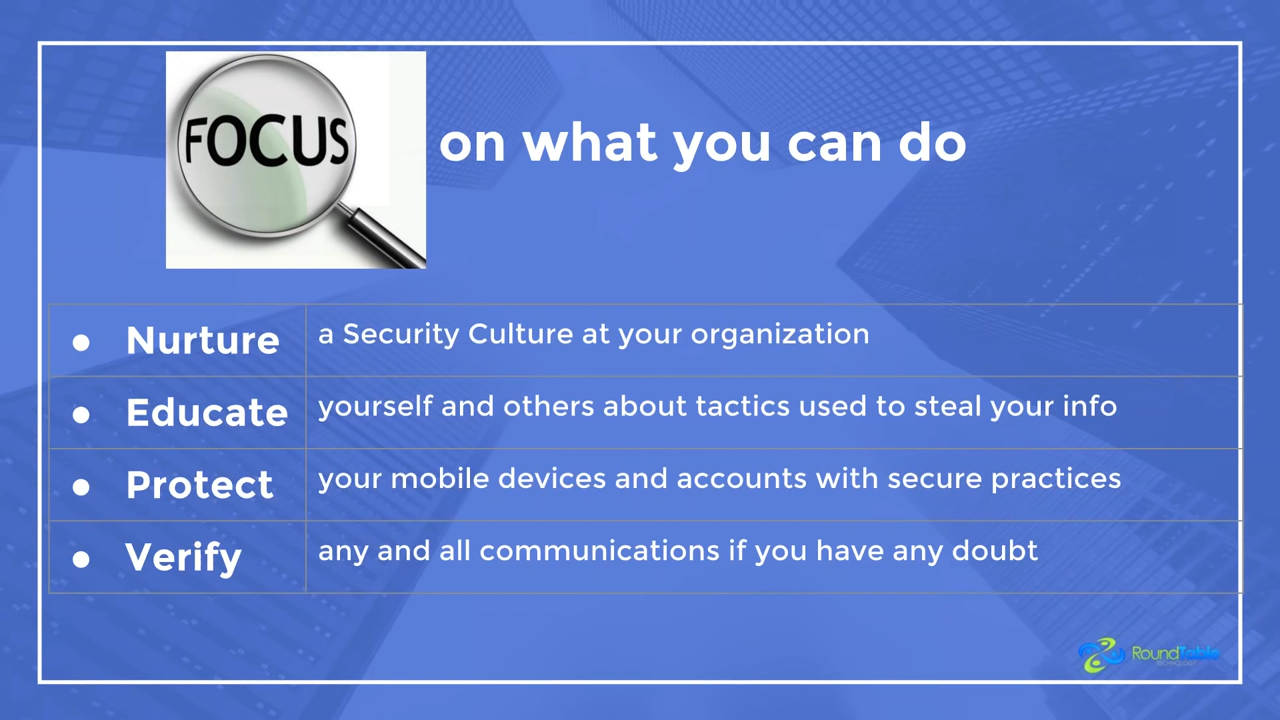 FOCUS on what you can do
● Nurture a Security Culture at your organization
● Educate yourself and others about tactics used to steal your info
● Protect your mobile devices and accounts with secure practices
● Verify any and all communications if you have any doubt
RoundTable
TECHNOLOGY